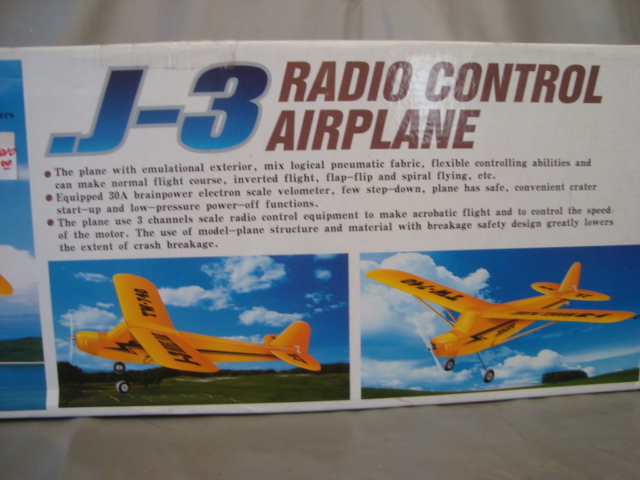 J-3 RADIO CONTROL
AIRPLANE
The plane with emulational exterior, mix logical pneumatic fabric, flexible controlling abilities and
can make normal flight course, inverted flight, flap-flip and spiral flying, etc.
Equipped 30A brainpower electron scale velometer, few step-down, plane has safe, convenient crater
start-up and low-pressure power-off functions.
The plane use 3 channels scale radio control equipment to make acrobatic flight and to control the speed
of the motor. The use of model-plane structure and material with breakage safety design greatly lowers
the extent of crash breakage.
TW-740
TW-740